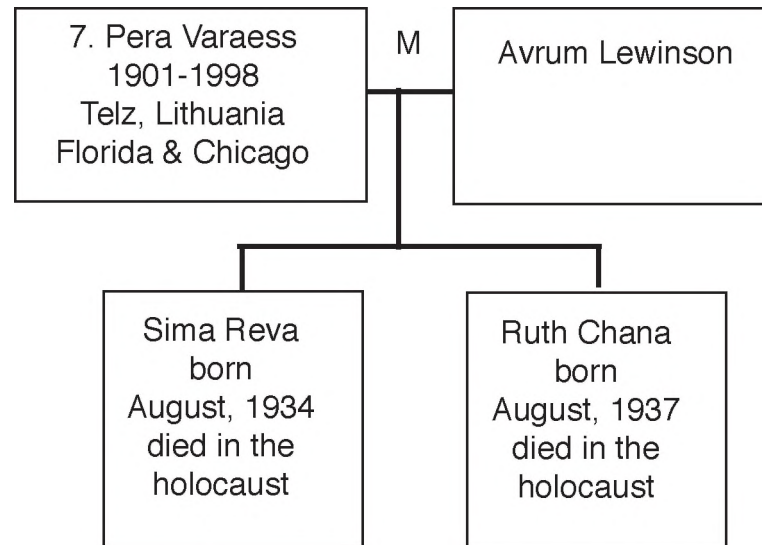 7. Pera Varaess
1901-1998
Telz, Lithuania
Florida & Chicago
M
Avrum Lewinson
Sima Reva
born
August, 1934
died in the
holocaust
Ruth Chana
born
August, 1937
died in the
holocaust